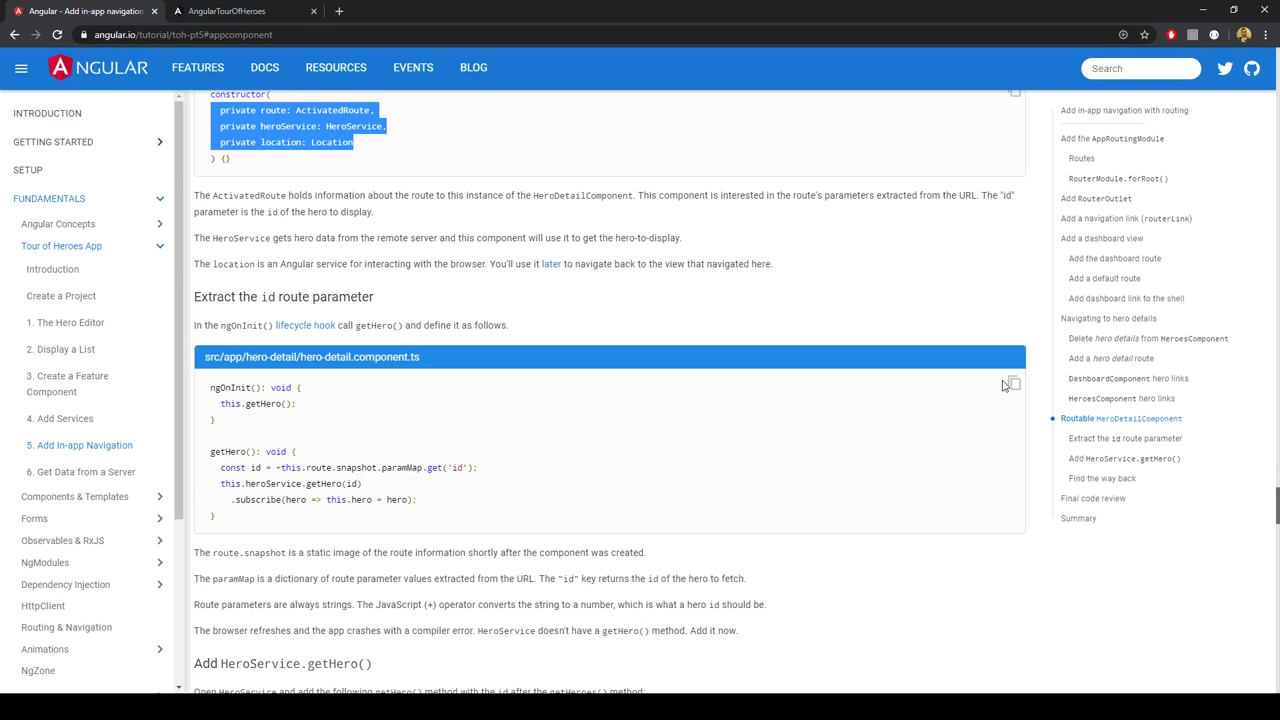 Angular - Add in-app navigation
AngularTourOfHeroes
angular.io/tutorial/toh-pt5#appcomponent
ANGULAR
FEATURES
DOCS
RESOURCES
EVENTS
BLOG
Search
INTRODUCTION
GETTING STARTED
SETUP
FUNDAMENTALS
Angular Concepts
Tour of Heroes App
Introduction
Create a Project
1. The Hero Editor
2. Display a List
3. Create a Feature
Component
4. Add Services
5. Add In-app Navigation
6. Get Data from a Server
Components & Templates
Forms
Observables & RxJS
NgModules
Dependency Injection
HttpClient
Routing & Navigation
Animations
NgZone
constructor(
private route: ActivatedRoute,
private heroService: HeroService,
private location: Location
) {}
The ActivatedRoute holds information about the route to this instance of the HeroDetailComponent. This component is interested in the route's parameters extracted from the URL. The "id"
parameter is the id of the hero to display.
The HeroService gets hero data from the remote server and this component will use it to get the hero-to-display.
The location is an Angular service for interacting with the browser. You'll use it later to navigate back to the view that navigated here.
Extract the id route parameter
In the ngOnInit() lifecycle hook call getHero() and define it as follows.
src/app/hero-detail/hero-detail.component.ts
ngOnInit(): void {
this.getHero();
}
getHero(): void {
const id = +this.route.snapshot.paramMap.get('id');
this.heroService.getHero(id)
.subscribe(hero => this.hero = hero);
}
The route.snapshot is a static image of the route information shortly after the component was created.
The paramMap is a dictionary of route parameter values extracted from the URL. The "id" key returns the id of the hero to fetch.
Route parameters are always strings. The JavaScript (+) operator converts the string to a number, which is what a hero id should be.
The browser refreshes and the app crashes with a compiler error. HeroService doesn't have a getHero() method. Add it now.
Add HeroService.getHero()
Open HeroService and add the following getHero() method with the id after the getHeroes() method:
Add in-app navigation with routing
Add the AppRoutingModule
Routes
RouterModule.forRoot()
Add RouterOutlet
Add a navigation link (routerLink)
Add a dashboard view
Add the dashboard route
Add a default route
Add dashboard link to the shell
Navigating to hero details
Delete hero details from HeroesComponent
Add a hero detail route
DashboardComponent hero links
HeroesComponent hero links
Routable HeroDetailComponent
Extract the id route parameter
Add HeroService.getHero()
Find the way back
Final code review
Summary